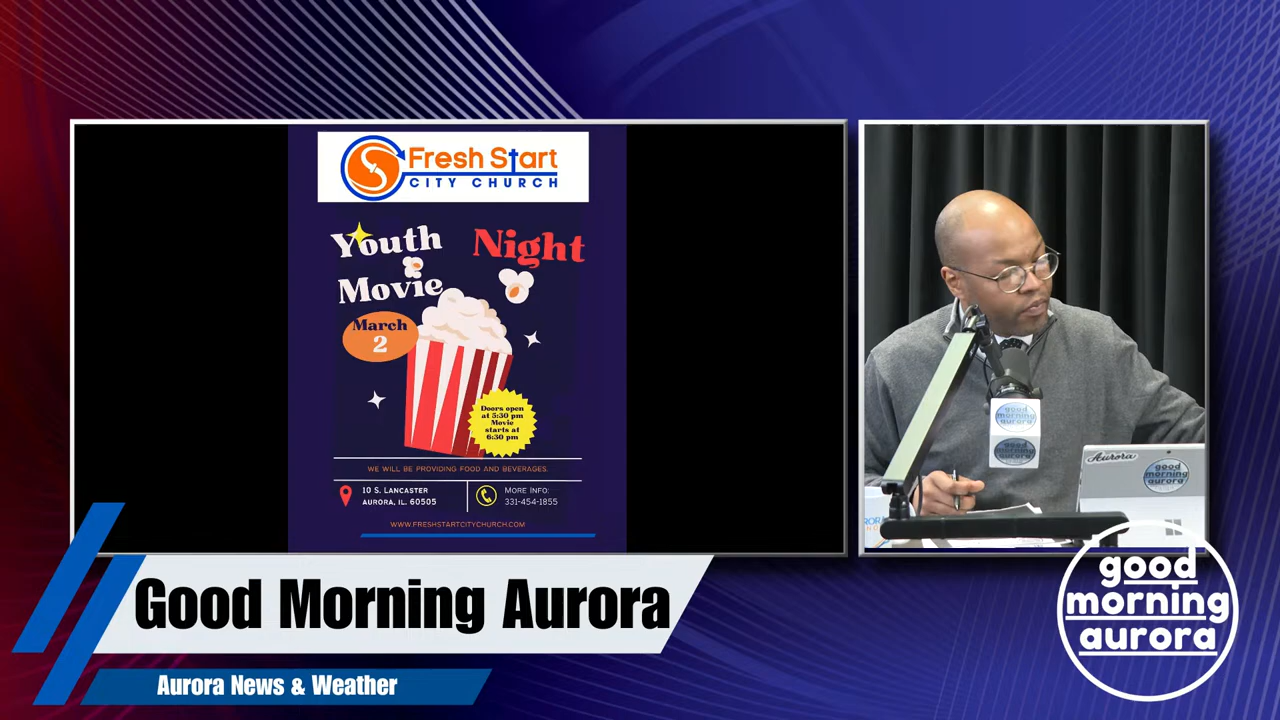 Fresh Start
CITY CHURCH
Youth Night
Movie
March
2
Doors open
at 5:30 pm
Movie
starts at
6:30 pm
WE WILL BE PROVIDING FOOD AND BEVERAGES.
10 S. LANCASTER
AURORA, IL. 60505
MORE INFO:
331-454-1855
WWW.FRESHSTARTCITYCHURCH.COM
good
morning
aurora
good
morning
aurora
Aurora
good
morning
aurora
Good Morning Aurora
Aurora News & Weather
good
morning
aurora